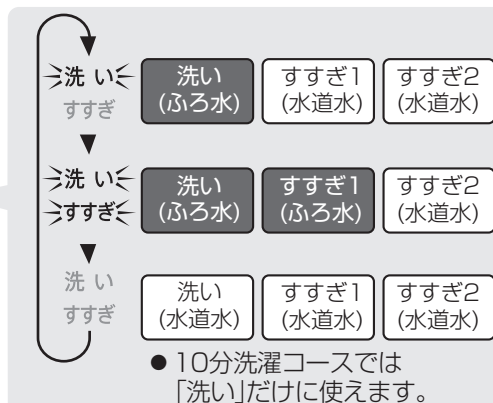 洗い 洗い すすぎ1 すすぎ2
すすぎ (ふろ水) (水道水) (水道水)
洗い 洗い すすぎ1 すすぎ2
すすぎ (ふろ水) (ふろ水) (水道水)
洗い 洗い すすぎ1 すすぎ2
すすぎ (水道水) (水道水) (水道水)
●10分洗濯コースでは
「洗い」だけに使えます。